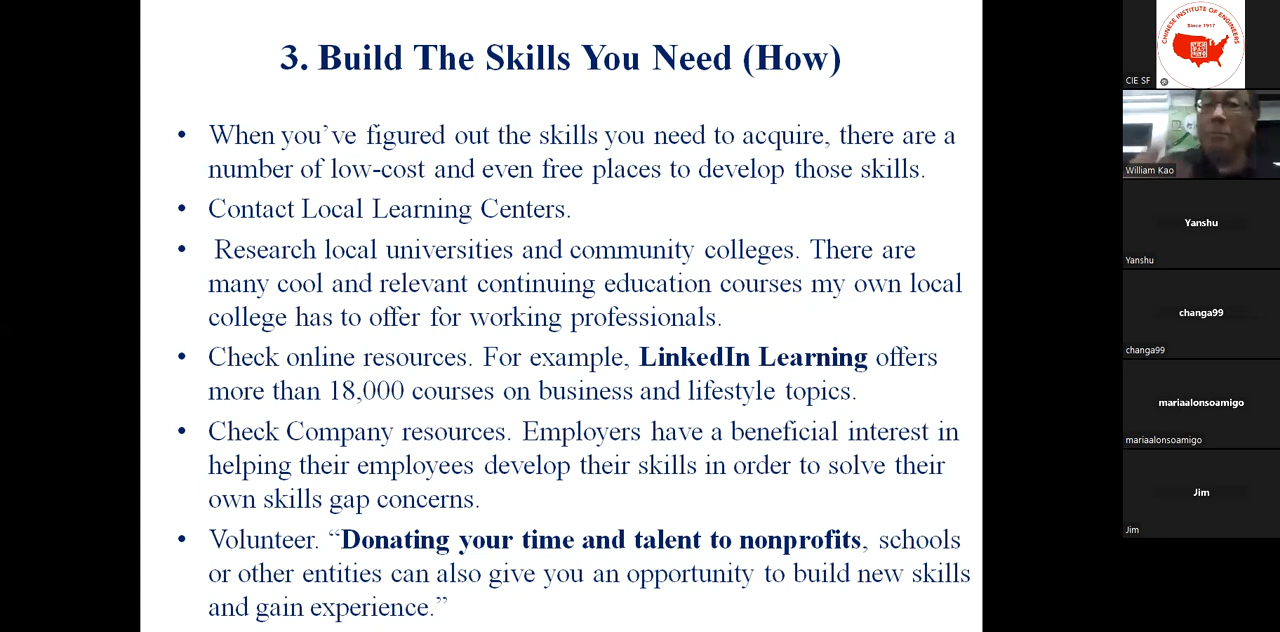 3. Build The Skills You Need (How)
• When you’ve figured out the skills you need to acquire, there are a
number of low-cost and even free places to develop those skills.
• Contact Local Learning Centers.
• Research local universities and community colleges. There are
many cool and relevant continuing education courses my own local
college has to offer for working professionals.
• Check online resources. For example, LinkedIn Learning offers
more than 18,000 courses on business and lifestyle topics.
• Check Company resources. Employers have a beneficial interest in
helping their employees develop their skills in order to solve their
own skills gap concerns.
• Volunteer. “Donating your time and talent to nonprofits, schools
or other entities can also give you an opportunity to build new skills
and gain experience.”
CHINESE INSTITUTE OF ENGINEERS
Since 1917
CIE SF
William Kao
Yanshu
Yanshu
changa99
changa99
mariaalonsoamigo
mariaalonsoamigo
Jim
Jim